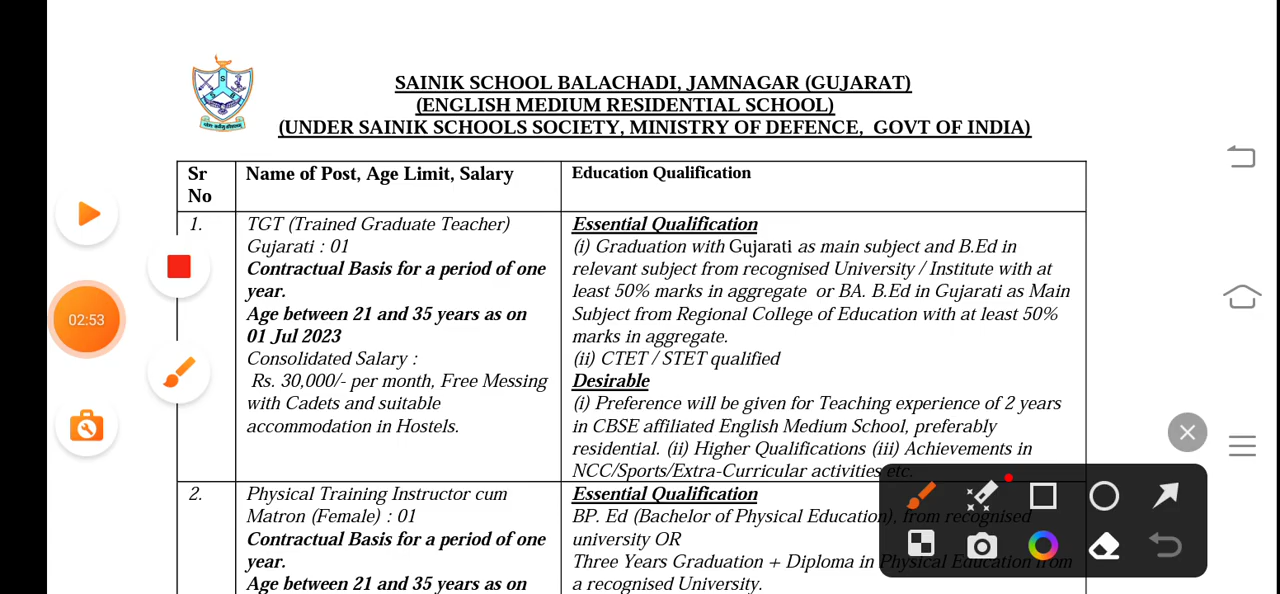 SAINIK SCHOOL BALACHADI, JAMNAGAR (GUJARAT)
(ENGLISH MEDIUM RESIDENTIAL SCHOOL)
(UNDER SAINIK SCHOOLS SOCIETY, MINISTRY OF DEFENCE, GOVT OF INDIA)
Sr
No
Name of Post, Age Limit, Salary
Education Qualification
1.
TGT (Trained Graduate Teacher)
Gujarati : 01
Contractual Basis for a period of one
year.
Age between 21 and 35 years as on
01 Jul 2023
Consolidated Salary :
Rs. 30,000/- per month, Free Messing
with Cadets and suitable
accommodation in Hostels.
Essential Qualification
(i) Graduation with Gujarati as main subject and B.Ed in
relevant subject from recognised University / Institute with at
least 50% marks in aggregate or BA. B.Ed in Gujarati as Main
Subject from Regional College of Education with at least 50%
marks in aggregate.
(ii) CTET / STET qualified
Desirable
(i) Preference will be given for Teaching experience of 2 years
in CBSE affiliated English Medium School, preferably
residential. (ii) Higher Qualifications (iii) Achievements in
NCC/Sports/Extra-Curricular activities etc.
2.
Physical Training Instructor cum
Matron (Female) : 01
Contractual Basis for a period of one
year.
Age between 21 and 35 years as on
Essential Qualification
BP. Ed (Bachelor of Physical Education), from recognised
university OR
Three Years Graduation + Diploma in Physical Education from
a recognised University.
02:53